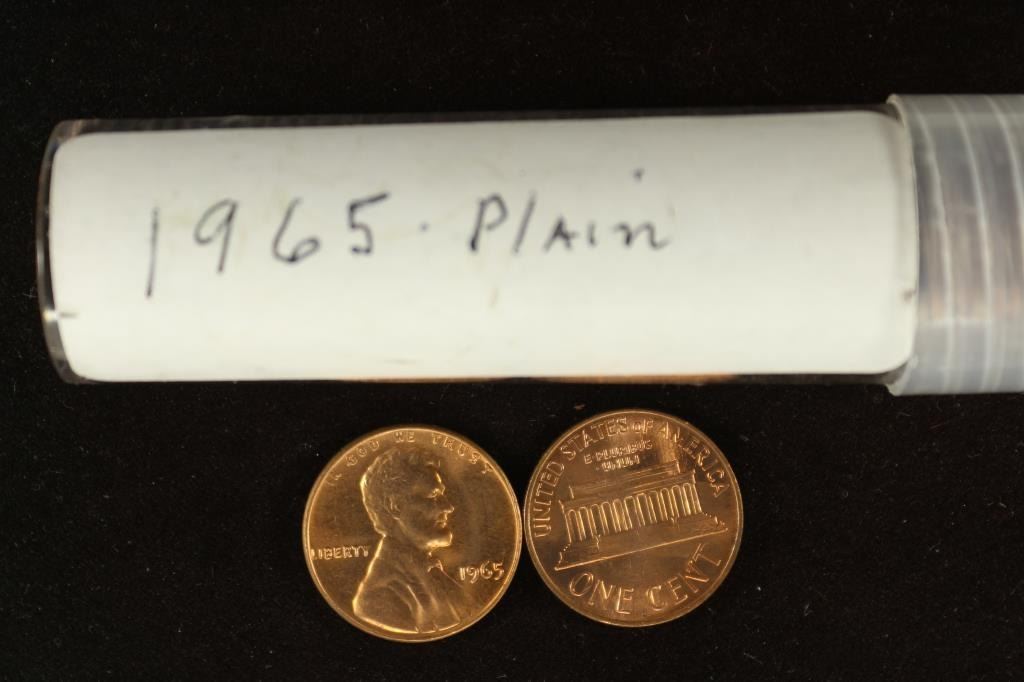 1965. Plain
IN GOD WE TRUST
LIBERTY
1965
UNITED STATES OF AMERICA
E·PLURIBUS
·UNUM·
ONE CENT